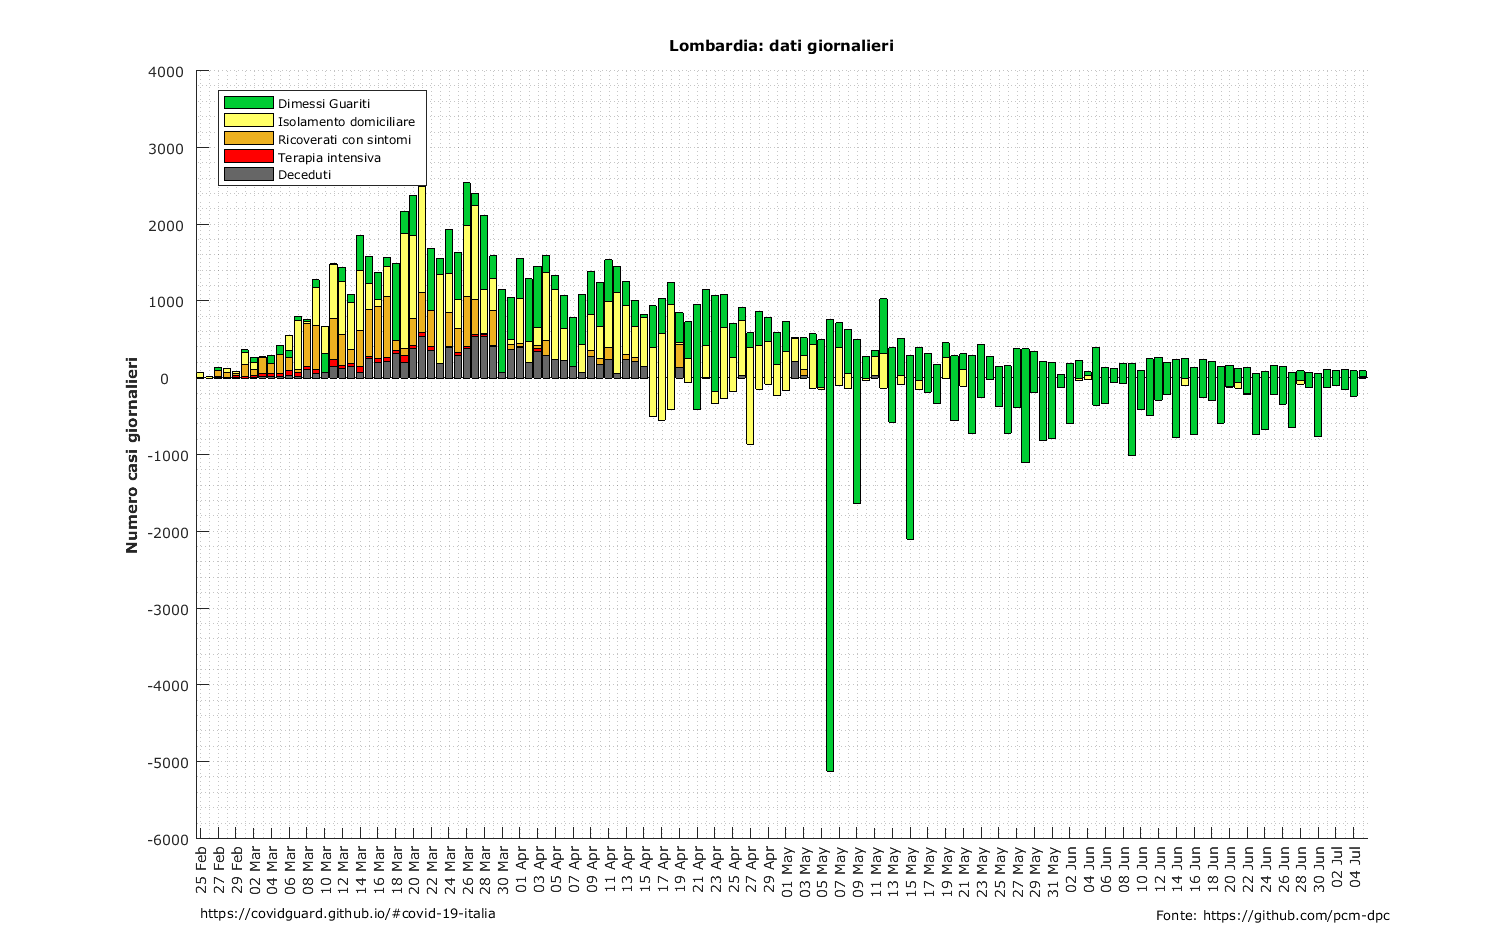 Lombardia: dati giornalieri
Dimessi Guariti
Isolamento domiciliare
Ricoverati con sintomi
Terapia intensiva
Deceduti
Numero casi giornalieri
4000
3000
2000
1000
0
-1000
-2000
-3000
-4000
-5000
-6000
25 Feb
27 Feb
29 Feb
02 Mar
04 Mar
06 Mar
08 Mar
10 Mar
12 Mar
14 Mar
16 Mar
18 Mar
20 Mar
22 Mar
24 Mar
26 Mar
28 Mar
30 Mar
01 Apr
03 Apr
05 Apr
07 Apr
09 Apr
11 Apr
13 Apr
15 Apr
17 Apr
19 Apr
21 Apr
23 Apr
25 Apr
27 Apr
29 Apr
01 May
03 May
05 May
07 May
09 May
11 May
13 May
15 May
17 May
19 May
21 May
23 May
25 May
27 May
29 May
31 May
02 Jun
04 Jun
06 Jun
08 Jun
10 Jun
12 Jun
14 Jun
16 Jun
18 Jun
20 Jun
22 Jun
24 Jun
26 Jun
28 Jun
30 Jun
02 Jul
04 Jul
https://covidguard.github.io/#covid-19-italia
Fonte: https://github.com/pcm-dpc